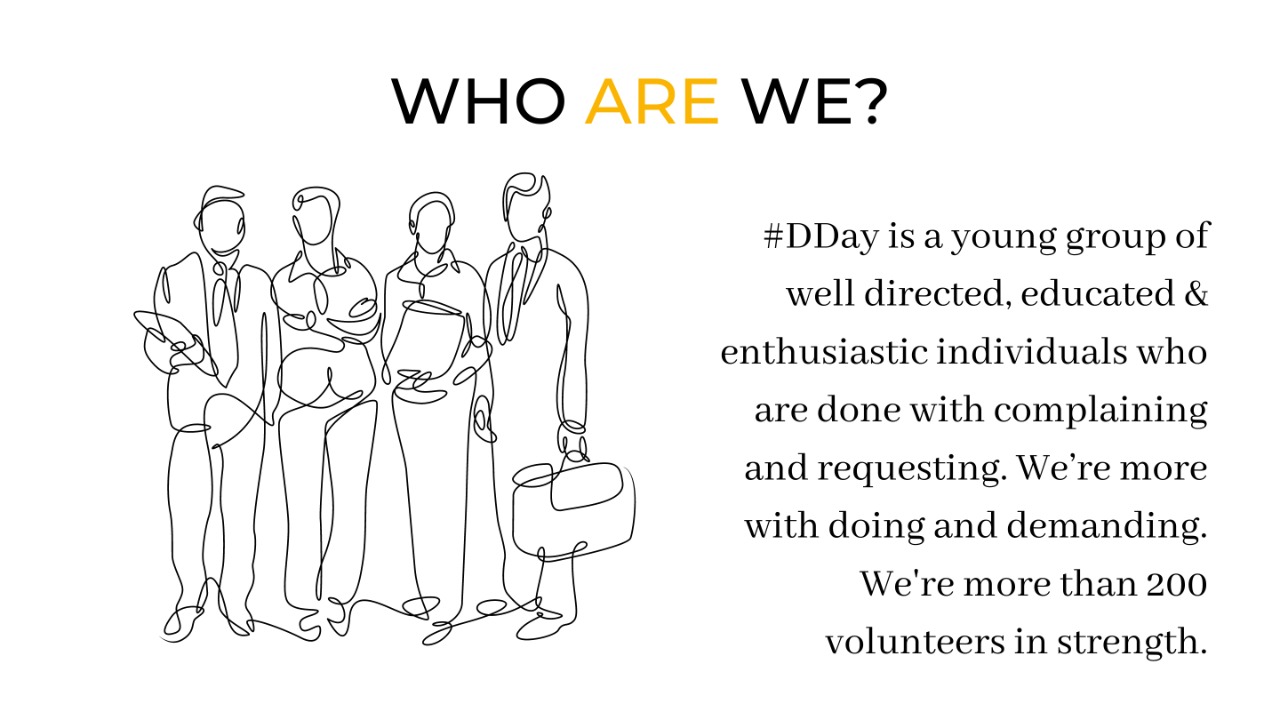 WHO ARE WE?
#DDay is a young group of
well directed, educated &
enthusiastic individuals who
are done with complaining
and requesting. We’re more
with doing and demanding.
We're more than 200
volunteers in strength.